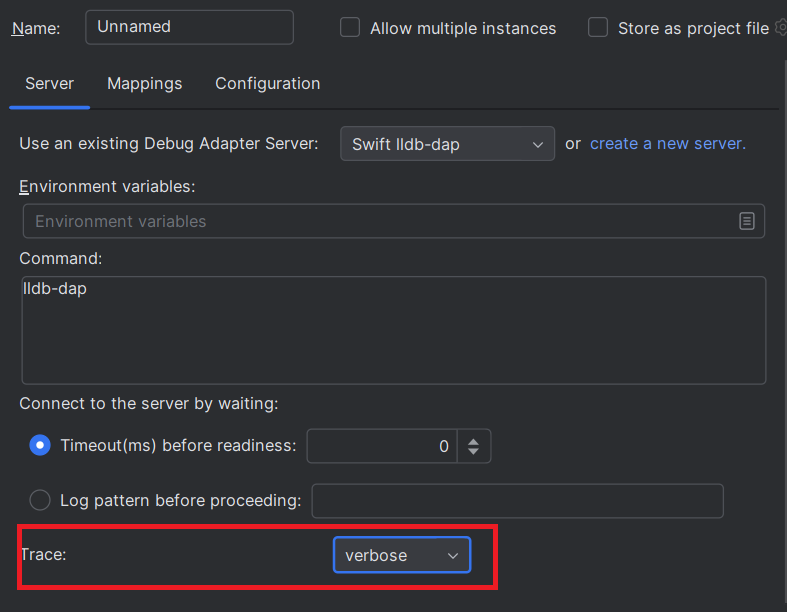 Name: Unnamed Allow multiple instances Store as project file
Server Mappings Configuration
Use an existing Debug Adapter Server: Swift lldb-dap or create a new server.
Environment variables:
Environment variables
Command:
lldb-dap
Connect to the server by waiting:
Timeout(ms) before readiness: 0
Log pattern before proceeding:
Trace: verbose